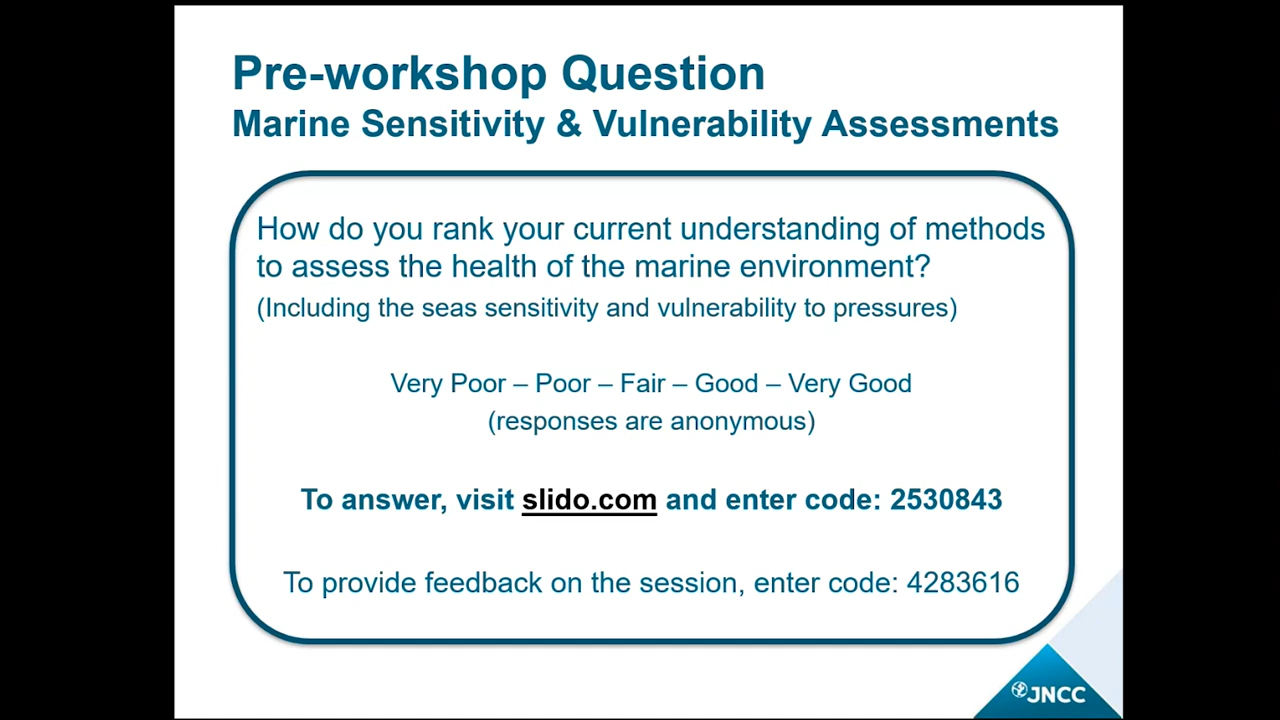 Pre-workshop Question
Marine Sensitivity & Vulnerability Assessments
How do you rank your current understanding of methods
to assess the health of the marine environment?
(Including the seas sensitivity and vulnerability to pressures)
Very Poor – Poor – Fair – Good – Very Good
(responses are anonymous)
To answer, visit slido.com and enter code: 2530843
To provide feedback on the session, enter code: 4283616
JNCC